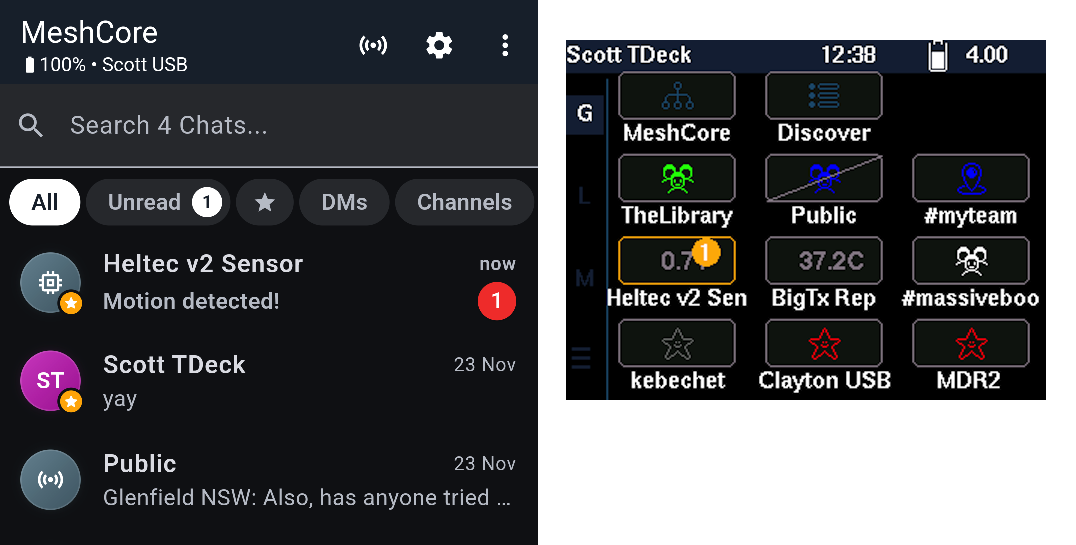 MeshCore
100% • Scott USB
Search 4 Chats...
All
Unread 1
DMs
Channels
Heltec v2 Sensor
now
Motion detected!
1
ST
Scott TDeck
23 Nov
yay
Public
23 Nov
Glenfield NSW: Also, has anyone tried ...
Scott TDeck
12:38
4.00
G
MeshCore
Discover
L
TheLibrary
Public
#myteam
M
1
37.2C
Heltec v2 Sen
BigTx Rep
#massiveboo
kebechet
Clayton USB
MDR2